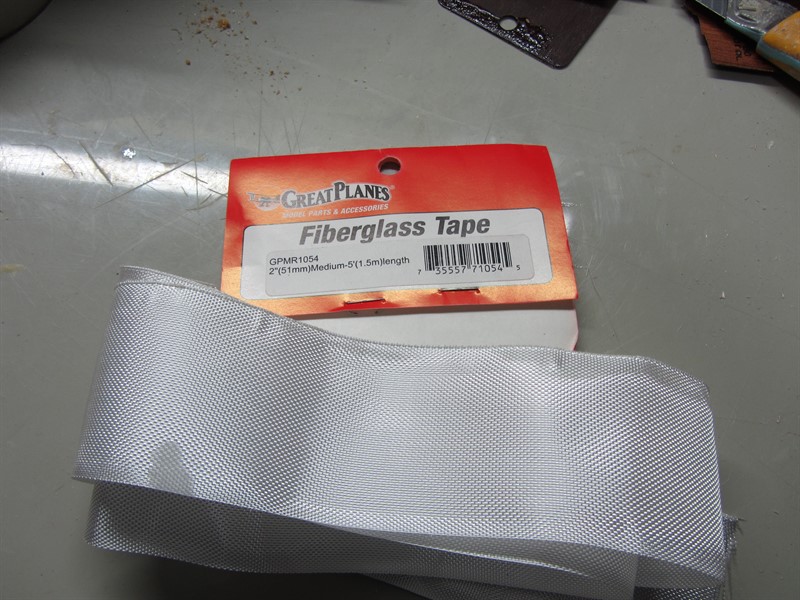 GREATPLANES®
MODEL PARTS & ACCESSORIES
Fiberglass Tape
GPMR1054
2"(51mm)Medium-5'(1.5m)length
7 35557 71054 5